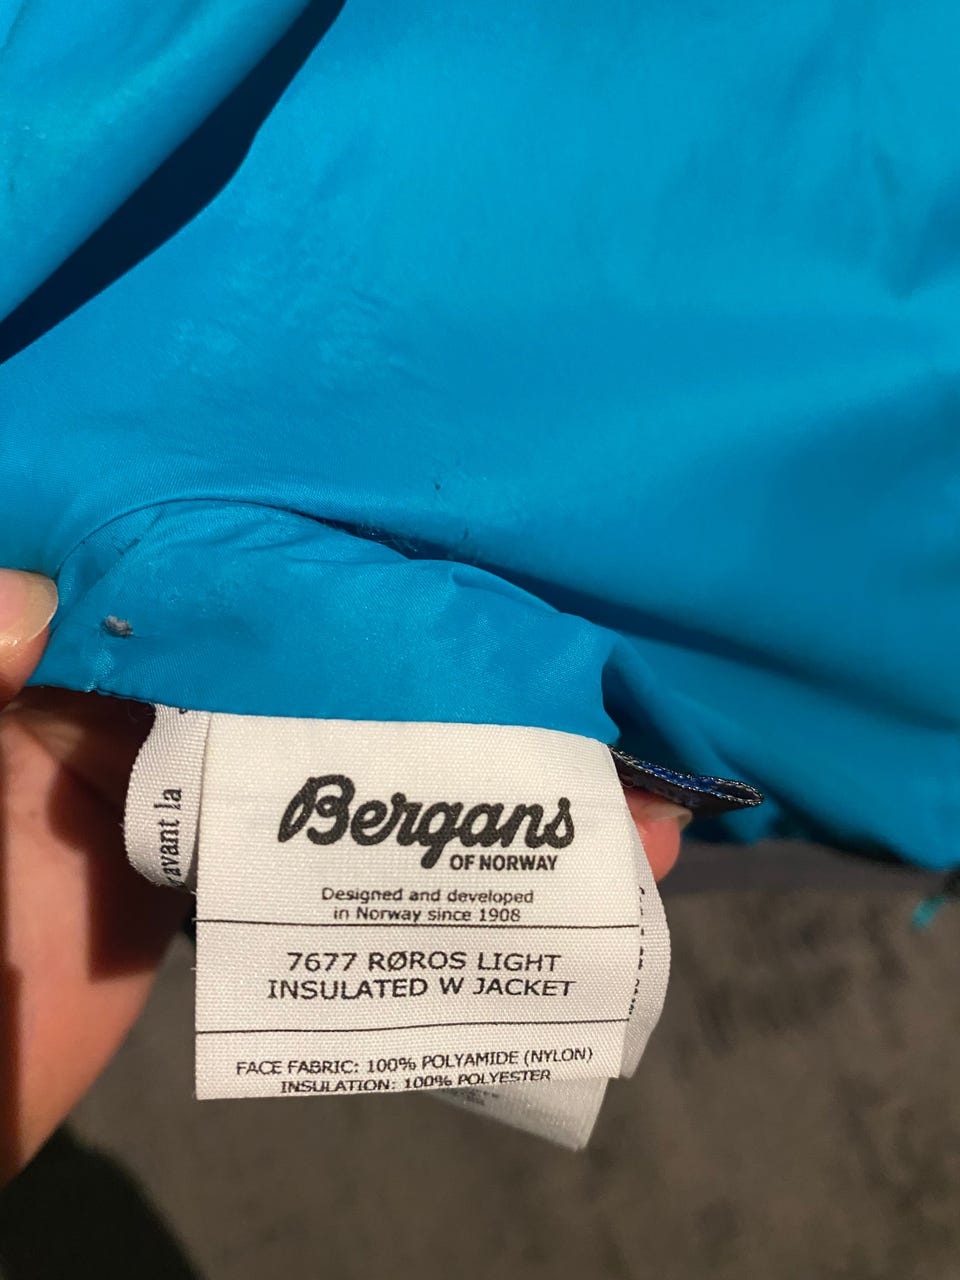 Bergans
OF NORWAY
Designed and developed
in Norway since 1908
7677 RØROS LIGHT
INSULATED W JACKET
FACE FABRIC: 100% POLYAMIDE (NYLON)
INSULATION: 100% POLYESTER
avant la